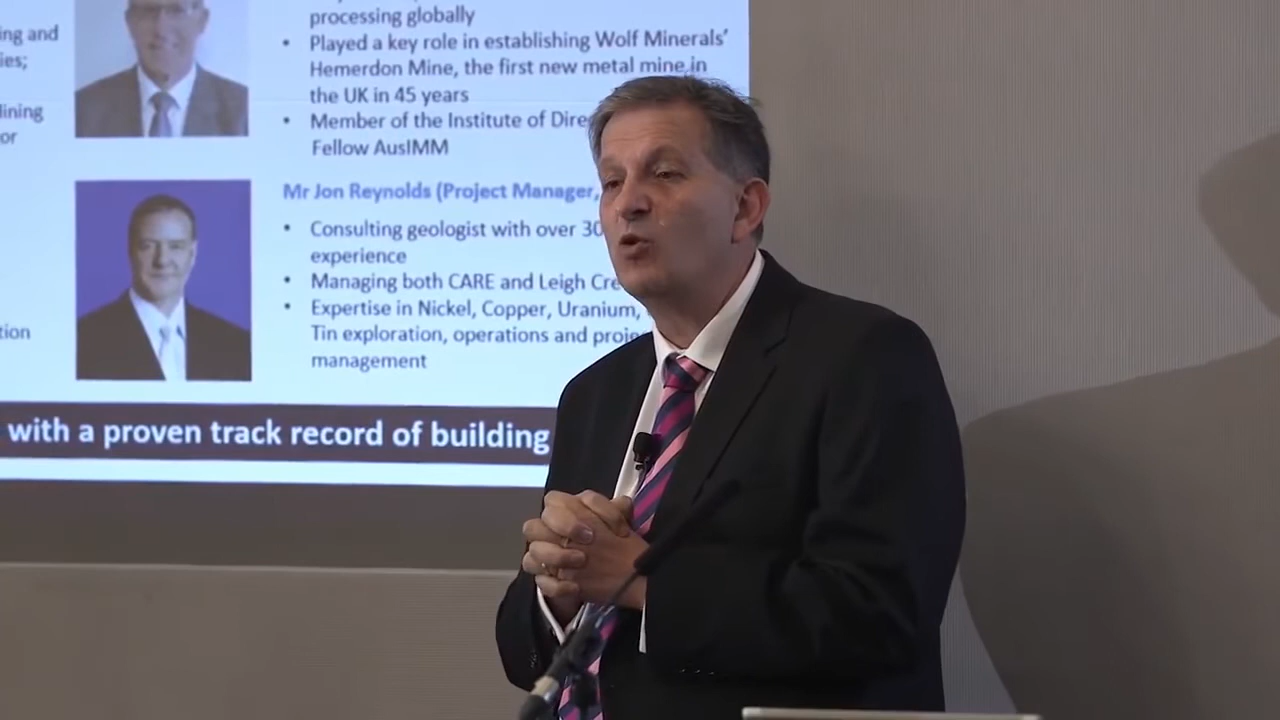 ing and
ies;
lining
or
tion
processing globally
• Played a key role in establishing Wolf Minerals'
Hemerdon Mine, the first new metal mine in
the UK in 45 years
• Member of the Institute of Dire
Fellow AusIMM
Mr Jon Reynolds (Project Manager,
• Consulting geologist with over 30
experience
• Managing both CARE and Leigh Cre
• Expertise in Nickel, Copper, Uranium,
Tin exploration, operations and proje
management
with a proven track record of building